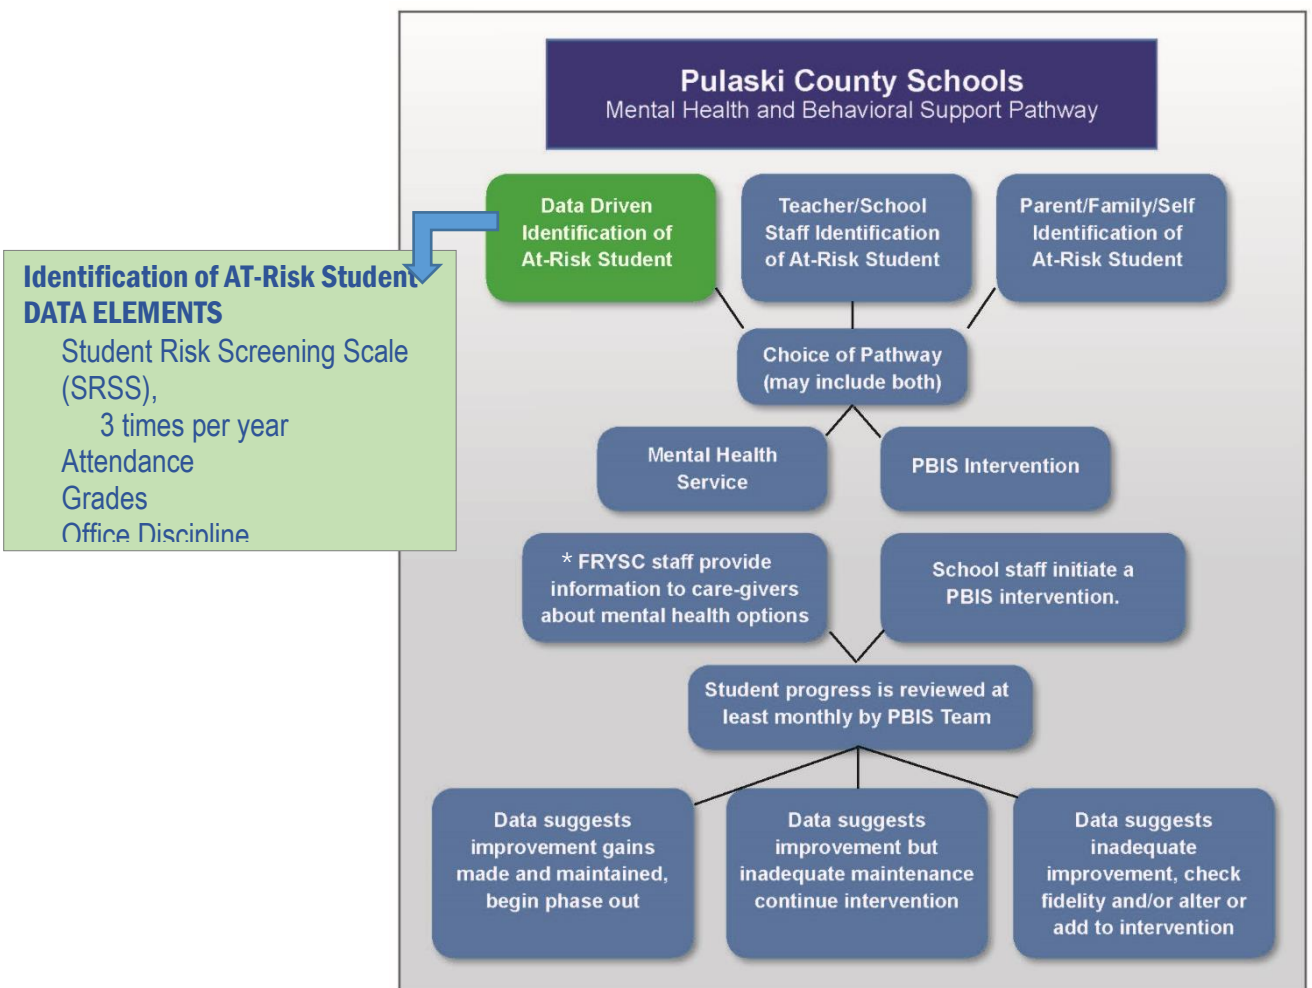 Pulaski County Schools
Mental Health and Behavioral Support Pathway
Data Driven
Identification of
At-Risk Student
Teacher/School
Staff Identification
of At-Risk Student
Parent/Family/Self
Identification of
At-Risk Student
Identification of AT-Risk Student
DATA ELEMENTS
Student Risk Screening Scale
(SRSS),
3 times per year
Attendance
Grades
Office Discipline
Choice of Pathway
(may include both)
Mental Health
Service
PBIS Intervention
* FRYSC staff provide
information to care-givers
about mental health options
School staff initiate a
PBIS intervention.
Student progress is reviewed at
least monthly by PBIS Team
Data suggests
improvement gains
made and maintained,
begin phase out
Data suggests
improvement but
inadequate maintenance
continue intervention
Data suggests
inadequate
improvement, check
fidelity and/or alter or
add to intervention